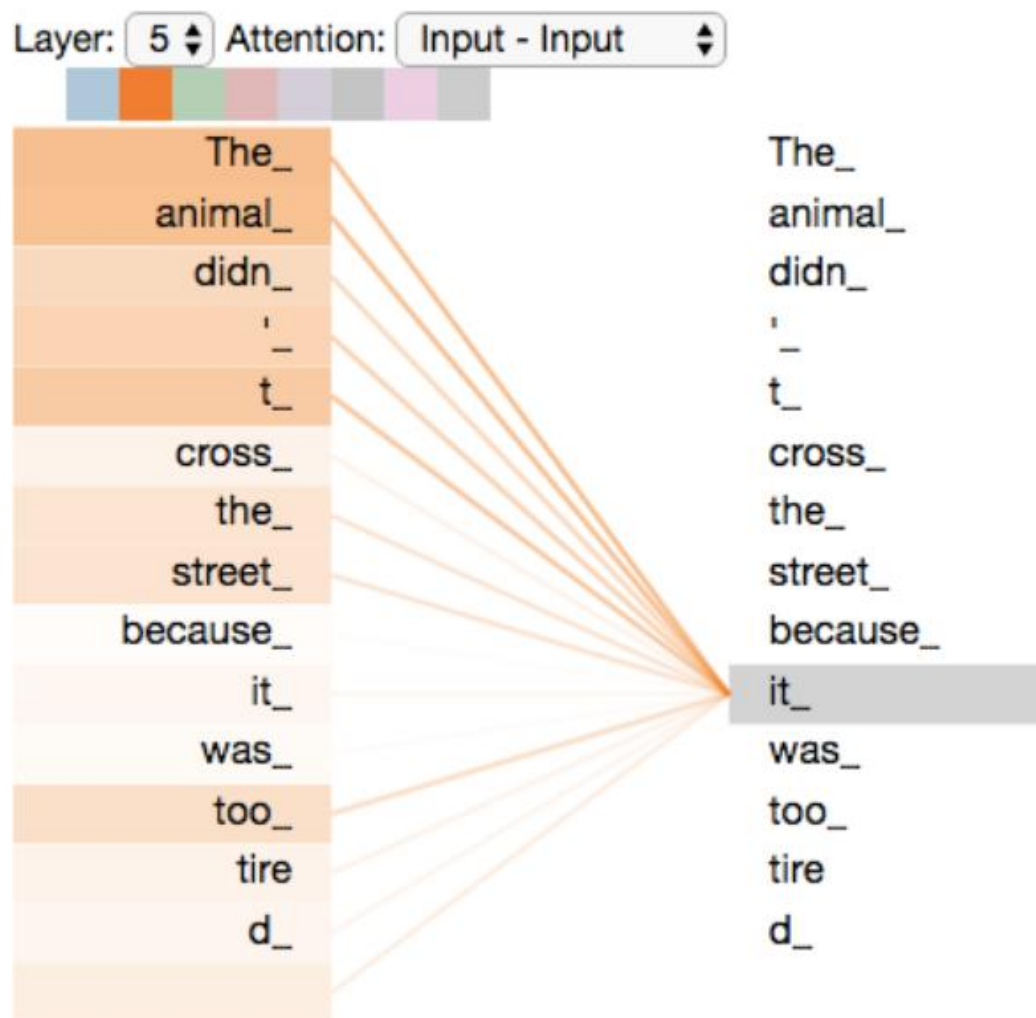 Layer: 5 Attention: Input - Input
The_ The_
animal_ animal_
didn_ didn_
'_ '_
t_ t_
cross_ cross_
the_ the_
street_ street_
because_ because_
it_ it_
was_ was_
too_ too_
tire tire
d_ d_